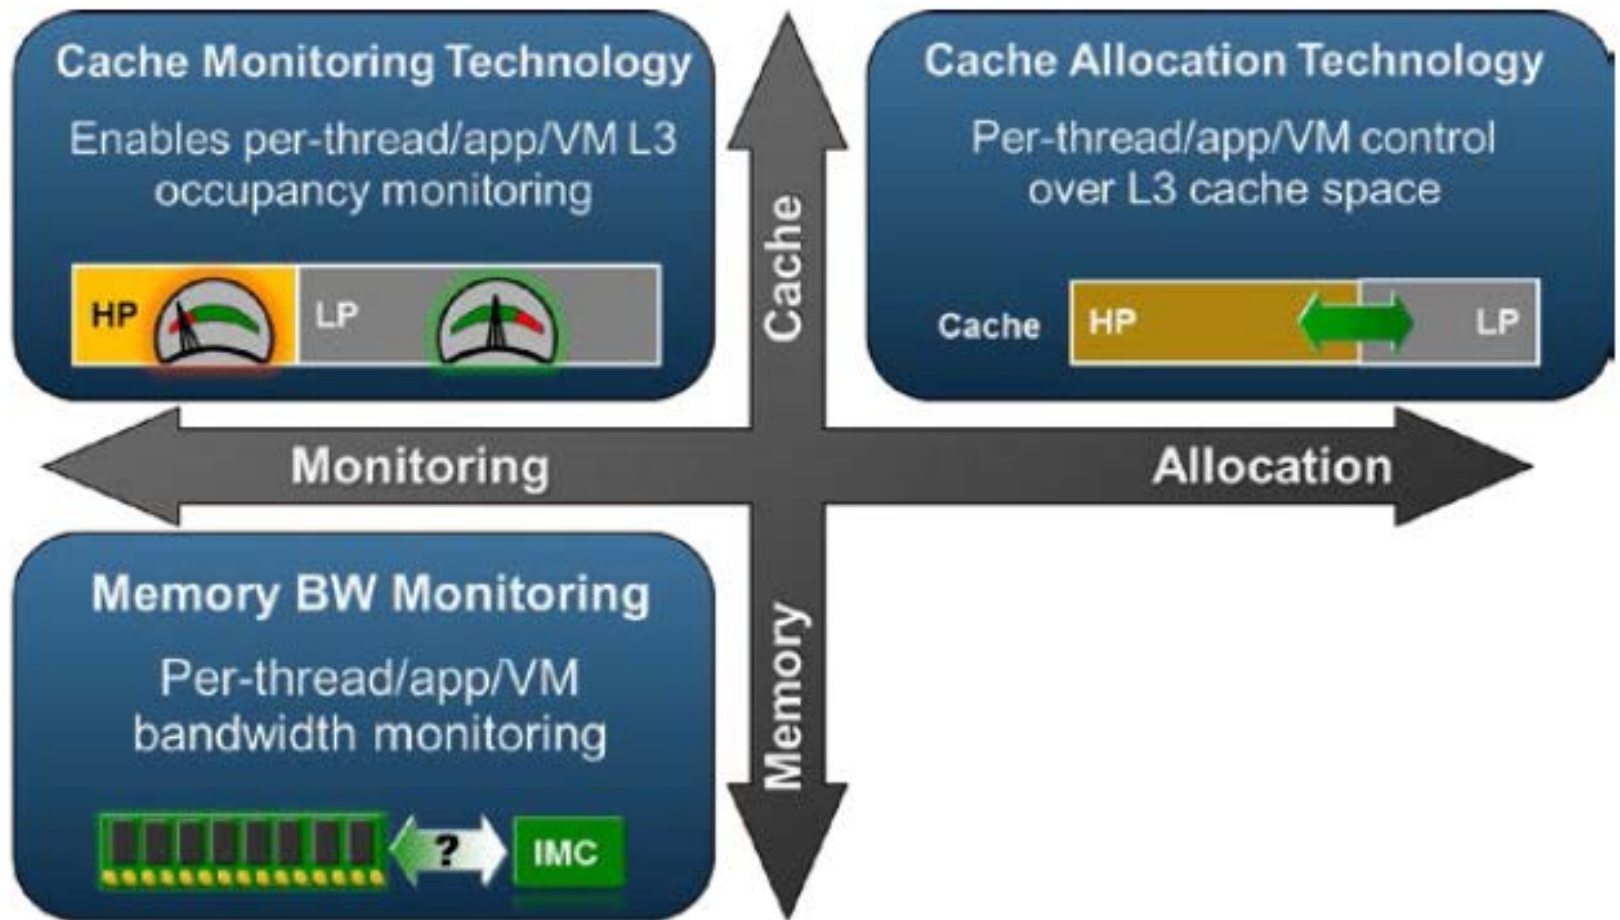 Cache Monitoring Technology
Enables per-thread/app/VM L3
occupancy monitoring
HP
LP
Cache Allocation Technology
Per-thread/app/VM control
over L3 cache space
Cache
HP
LP
Cache
Monitoring
Allocation
Memory
Memory BW Monitoring
Per-thread/app/VM
bandwidth monitoring
?
IMC